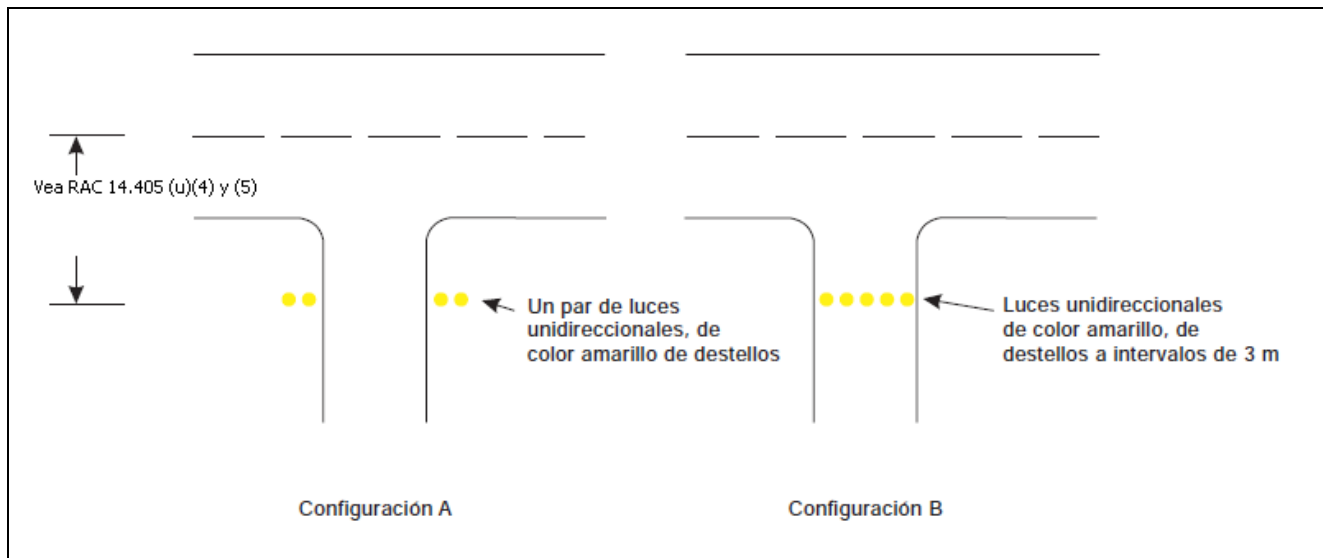 Vea RAC 14.405 (u)(4) y (5)
Un par de luces
unidireccionales, de
color amarillo de destellos
Luces unidireccionales
de color amarillo, de
destellos a intervalos de 3 m
Configuración A
Configuración B